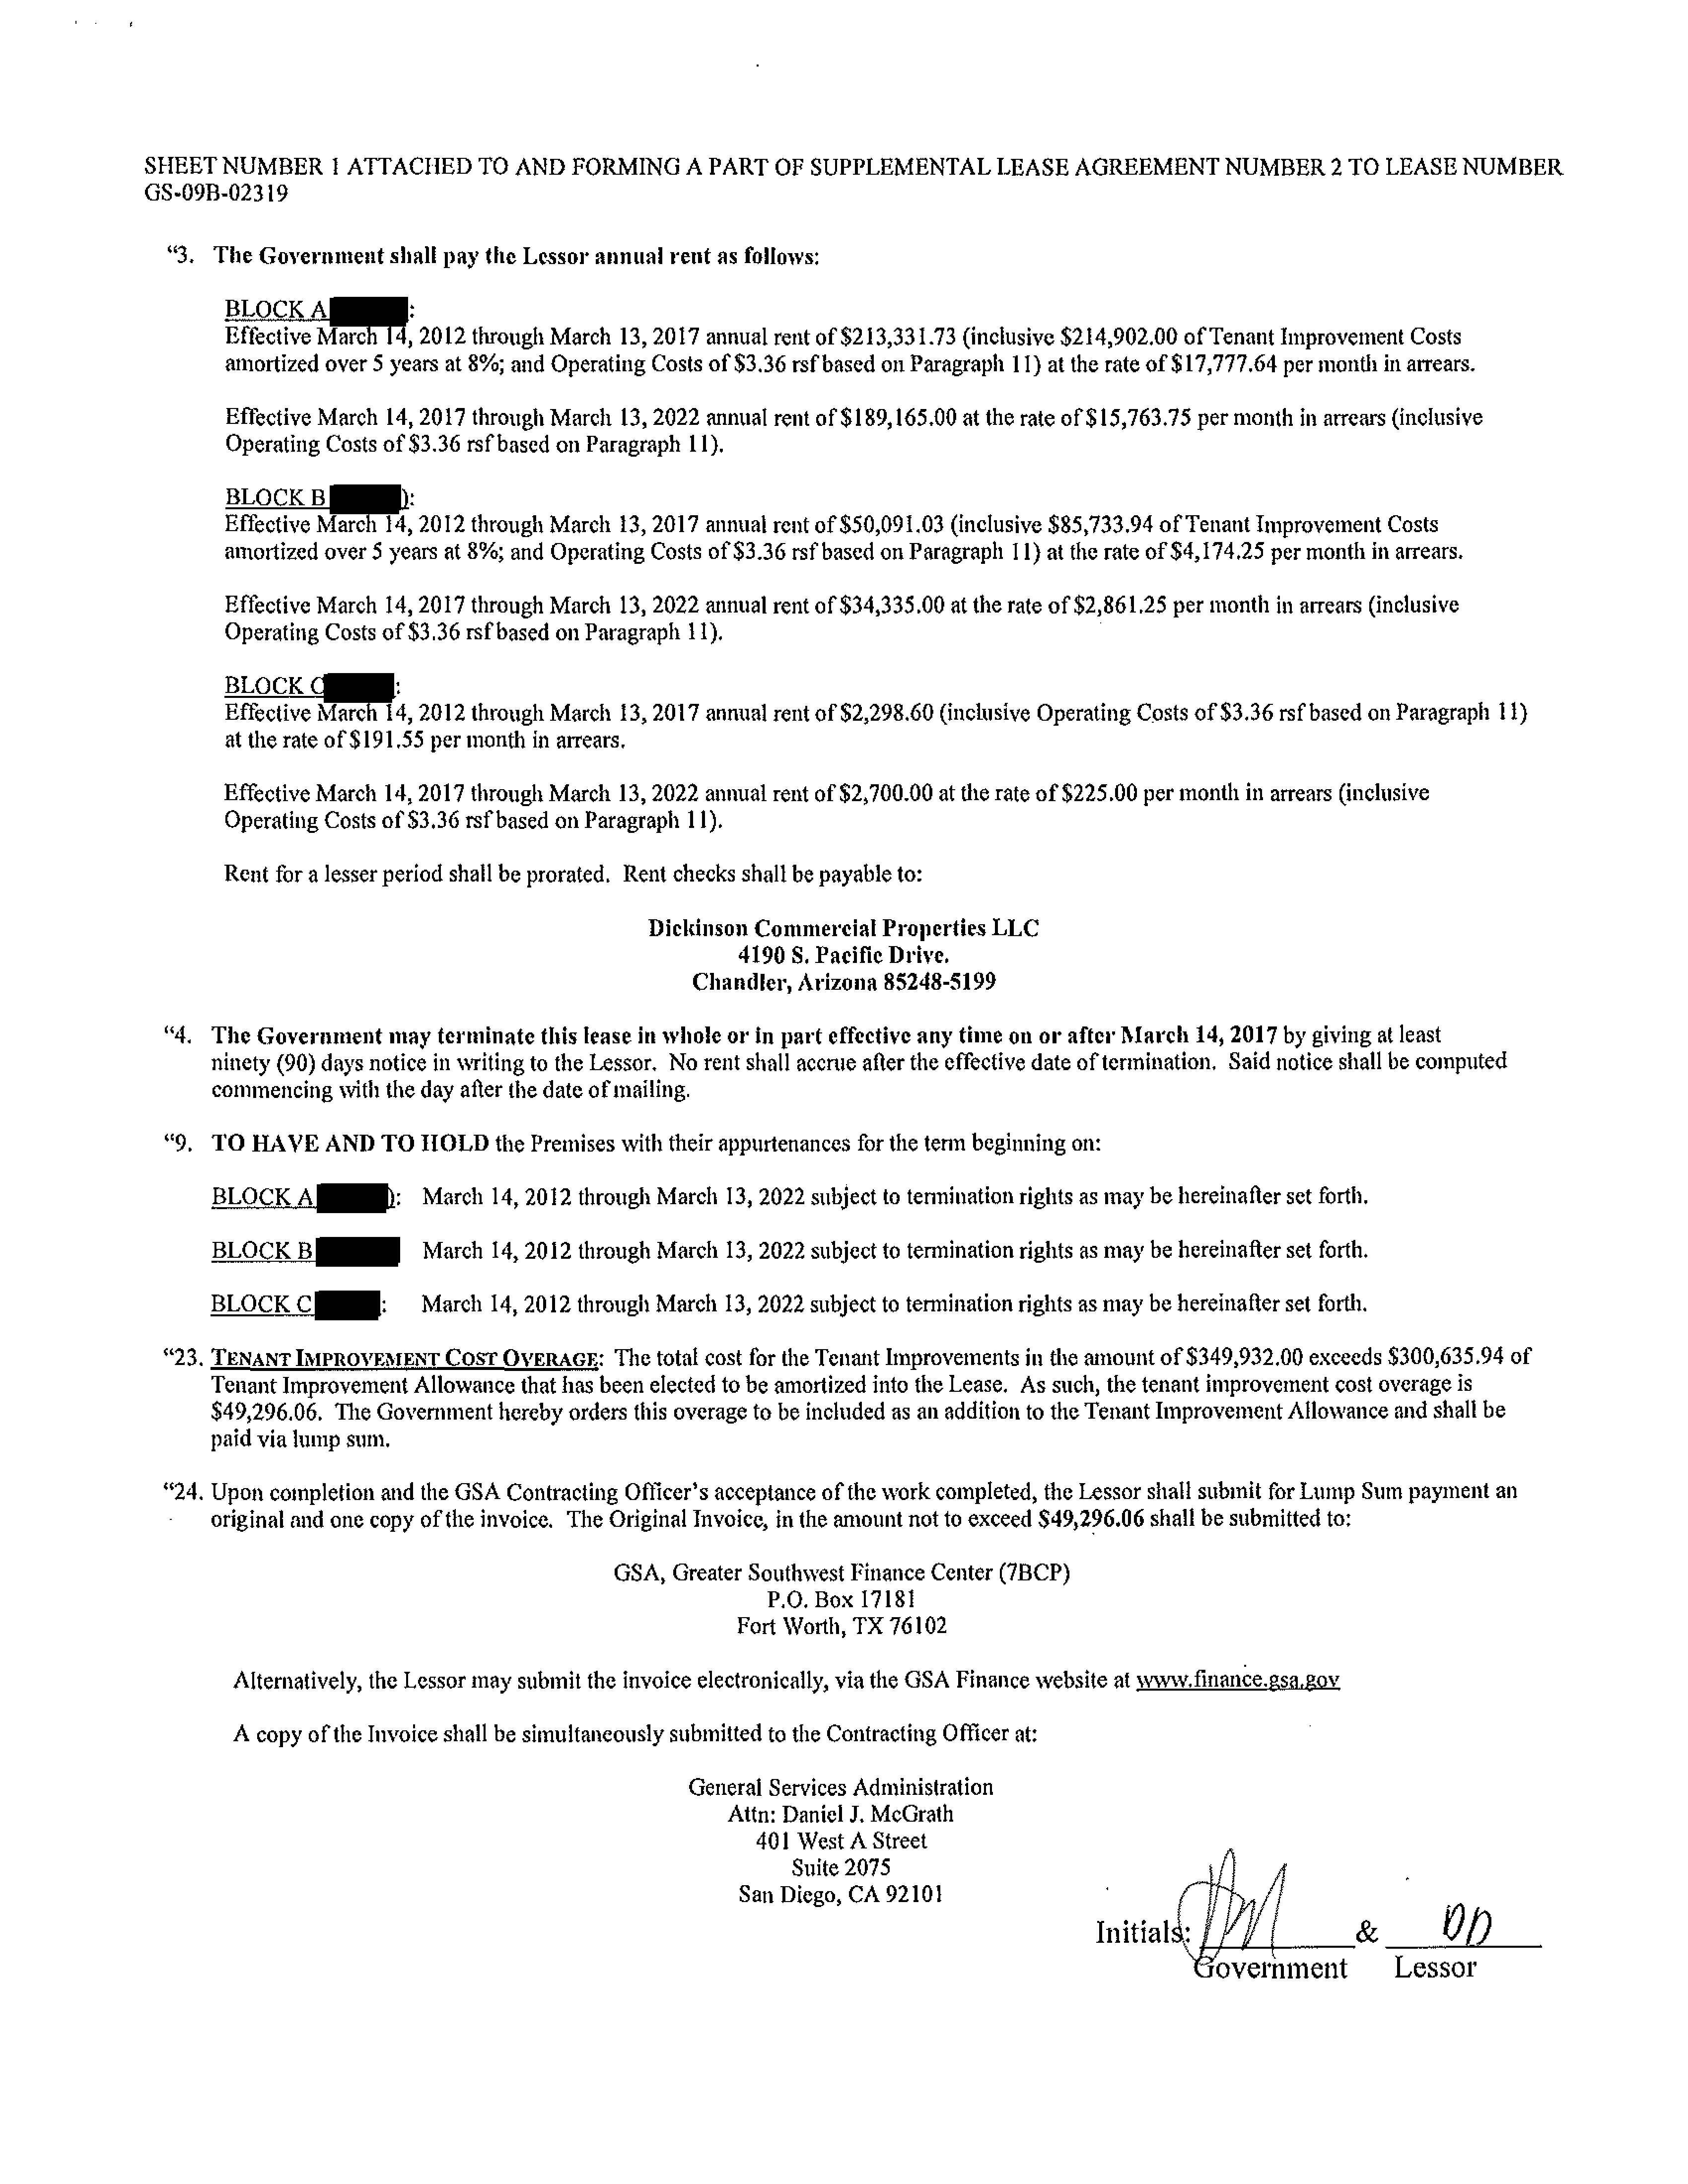 SHEET NUMBER 1 ATTACHED TO AND FORMING A PART OF SUPPLEMENTAL LEASE AGREEMENT NUMBER 2 TO LEASE NUMBER
GS-09B-02319
“3. The Government shall pay the Lessor annual rent as follows:
BLOCK A :
Effective March 14, 2012 through March 13, 2017 annual rent of $213,331.73 (inclusive $214,902.00 of Tenant Improvement Costs
amortized over 5 years at 8%; and Operating Costs of $3.36 rsf based on Paragraph 11) at the rate of $17,777.64 per month in arrears.
Effective March 14, 2017 through March 13, 2022 annual rent of $189,165.00 at the rate of $15,763.75 per month in arrears (inclusive
Operating Costs of $3.36 rsf based on Paragraph 11).
BLOCK B ):
Effective March 14, 2012 through March 13, 2017 annual rent of $50,091.03 (inclusive $85,733.94 of Tenant Improvement Costs
amortized over 5 years at 8%; and Operating Costs of $3.36 rsf based on Paragraph 11) at the rate of $4,174.25 per month in arrears.
Effective March 14, 2017 through March 13, 2022 annual rent of $34,335.00 at the rate of $2,861.25 per month in arrears (inclusive
Operating Costs of $3.36 rsf based on Paragraph 11).
BLOCK C :
Effective March 14, 2012 through March 13, 2017 annual rent of $2,298.60 (inclusive Operating Costs of $3.36 rsf based on Paragraph 11)
at the rate of $191.55 per month in arrears.
Effective March 14, 2017 through March 13, 2022 annual rent of $2,700.00 at the rate of $225.00 per month in arrears (inclusive
Operating Costs of $3.36 rsf based on Paragraph 11).
Rent for a lesser period shall be prorated. Rent checks shall be payable to:
Dickinson Commercial Properties LLC
4190 S. Pacific Drive.
Chandler, Arizona 85248-5199
“4. The Government may terminate this lease in whole or in part effective any time on or after March 14, 2017 by giving at least
ninety (90) days notice in writing to the Lessor. No rent shall accrue after the effective date of termination. Said notice shall be computed
commencing with the day after the date of mailing.
“9. TO HAVE AND TO HOLD the Premises with their appurtenances for the term beginning on:
BLOCK A ): March 14, 2012 through March 13, 2022 subject to termination rights as may be hereinafter set forth.
BLOCK B March 14, 2012 through March 13, 2022 subject to termination rights as may be hereinafter set forth.
BLOCK C : March 14, 2012 through March 13, 2022 subject to termination rights as may be hereinafter set forth.
“23. TENANT IMPROVEMENT COST OVERAGE: The total cost for the Tenant Improvements in the amount of $349,932.00 exceeds $300,635.94 of
Tenant Improvement Allowance that has been elected to be amortized into the Lease. As such, the tenant improvement cost overage is
$49,296.06. The Government hereby orders this overage to be included as an addition to the Tenant Improvement Allowance and shall be
paid via lump sum.
“24. Upon completion and the GSA Contracting Officer's acceptance of the work completed, the Lessor shall submit for Lump Sum payment an
original and one copy of the invoice. The Original Invoice, in the amount not to exceed $49,296.06 shall be submitted to:
GSA, Greater Southwest Finance Center (7BCP)
P.O. Box 17181
Fort Worth, TX 76102
Alternatively, the Lessor may submit the invoice electronically, via the GSA Finance website at www.finance.gsa.gov
A copy of the Invoice shall be simultaneously submitted to the Contracting Officer at:
General Services Administration
Attn: Daniel J. McGrath
401 West A Street
Suite 2075
San Diego, CA 92101
Initials: & DD
Government Lessor